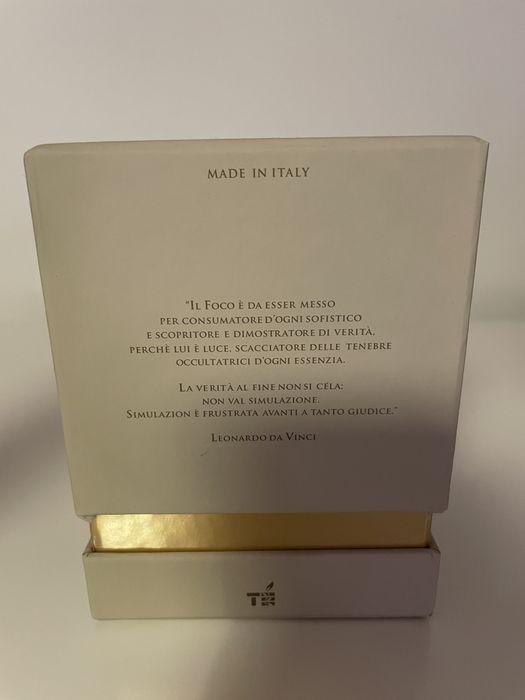 MADE IN ITALY
"IL FOCO È DA ESSER MESSO
PER CONSUMATORE D'OGNI SOFISTICO
E SCOPRITORE E DIMOSTRATORE DI VERITÀ,
PERCHÈ LUI È LUCE, SCACCIATORE DELLE TENEBRE
OCCULTATRICI D'OGNI ESSENZIA.
LA VERITÀ AL FINE NON SI CÉLA;
NON VAL SIMULAZIONE.
SIMULAZION È FRUSTRATA AVANTI A TANTO GIUDICE."
LEONARDO DA VINCI